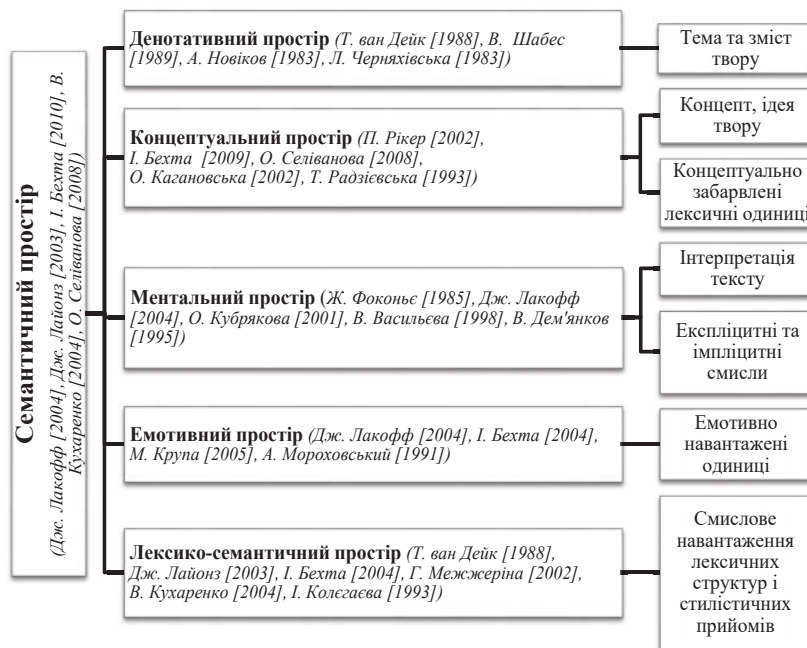 Семантичний простір
(Дж. Лакофф [2004], Дж. Лайонз [2003], І. Бехта [2010], В.
Кухаренко [2004], О. Селіванова [2008])
Денотативний простір (Т. ван Дейк [1988], В. Шабес
[1989], А. Новіков [1983], Л. Черняхівська [1983])
Тема та зміст
твору
Концептуальний простір (П. Рікер [2002],
І. Бехта [2009], О. Селіванова [2008],
О. Кагановська [2002], Т. Радзієвська [1993])
Концепт, ідея
твору
Концептуально
забарвлені
лексичні одиниці
Ментальний простір (Ж. Фоконьє [1985], Дж. Лакофф
[2004], О. Кубрякова [2001], В. Васильєва [1998], В. Дем'янков
[1995])
Інтерпретація
тексту
Експліцитні та
імпліцитні
смисли
Емотивний простір (Дж. Лакофф [2004], І. Бехта [2004],
М. Крупа [2005], А. Мороховський [1991])
Емотивно
навантажені
одиниці
Лексико-семантичний простір (Т. ван Дейк [1988],
Дж. Лайонз [2003], І. Бехта [2004], Г. Межжеріна [2002],
В. Кухаренко [2004], І. Колєгаєва [1993])
Смислове
навантаження
лексичних
структур і
стилістичних
прийомів